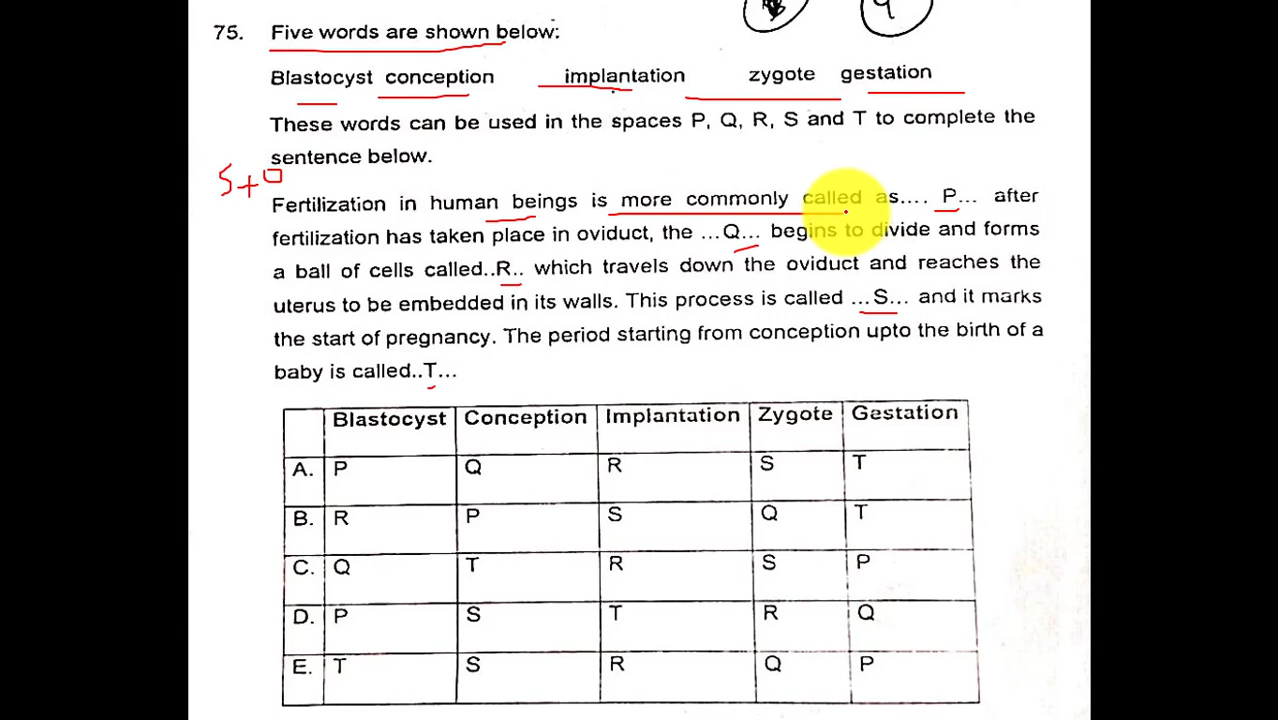 9
75. Five words are shown below:
Blastocyst conception implantation zygote gestation
These words can be used in the spaces P, Q, R, S and T to complete the
sentence below.
S+O
Fertilization in human beings is more commonly called as.... P... after
fertilization has taken place in oviduct, the ...Q... begins to divide and forms
a ball of cells called..R.. which travels down the oviduct and reaches the
uterus to be embedded in its walls. This process is called ...S... and it marks
the start of pregnancy. The period starting from conception upto the birth of a
baby is called..T...
Blastocyst Conception Implantation Zygote Gestation
A. P Q R S T
B. R P S Q T
C. Q T R S P
D. P S T R Q
E. T S R Q P